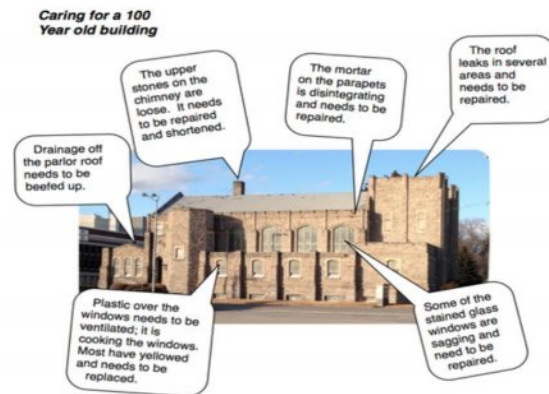 Caring for a 100
Year old building
The upper
stones on the
chimney are
loose. It needs
to be repaired
and shortened.
The mortar
on the parapets
is disintegrating
and needs to be
repaired.
The roof
leaks in several
areas and
needs to be
repaired.
Drainage off
the parlor roof
needs to be
beefed up.
Plastic over the
windows needs to be
ventilated; it is
cooking the windows.
Most have yellowed
and needs to be
replaced.
Some of the
stained glass
windows are
sagging and
need to be
repaired.